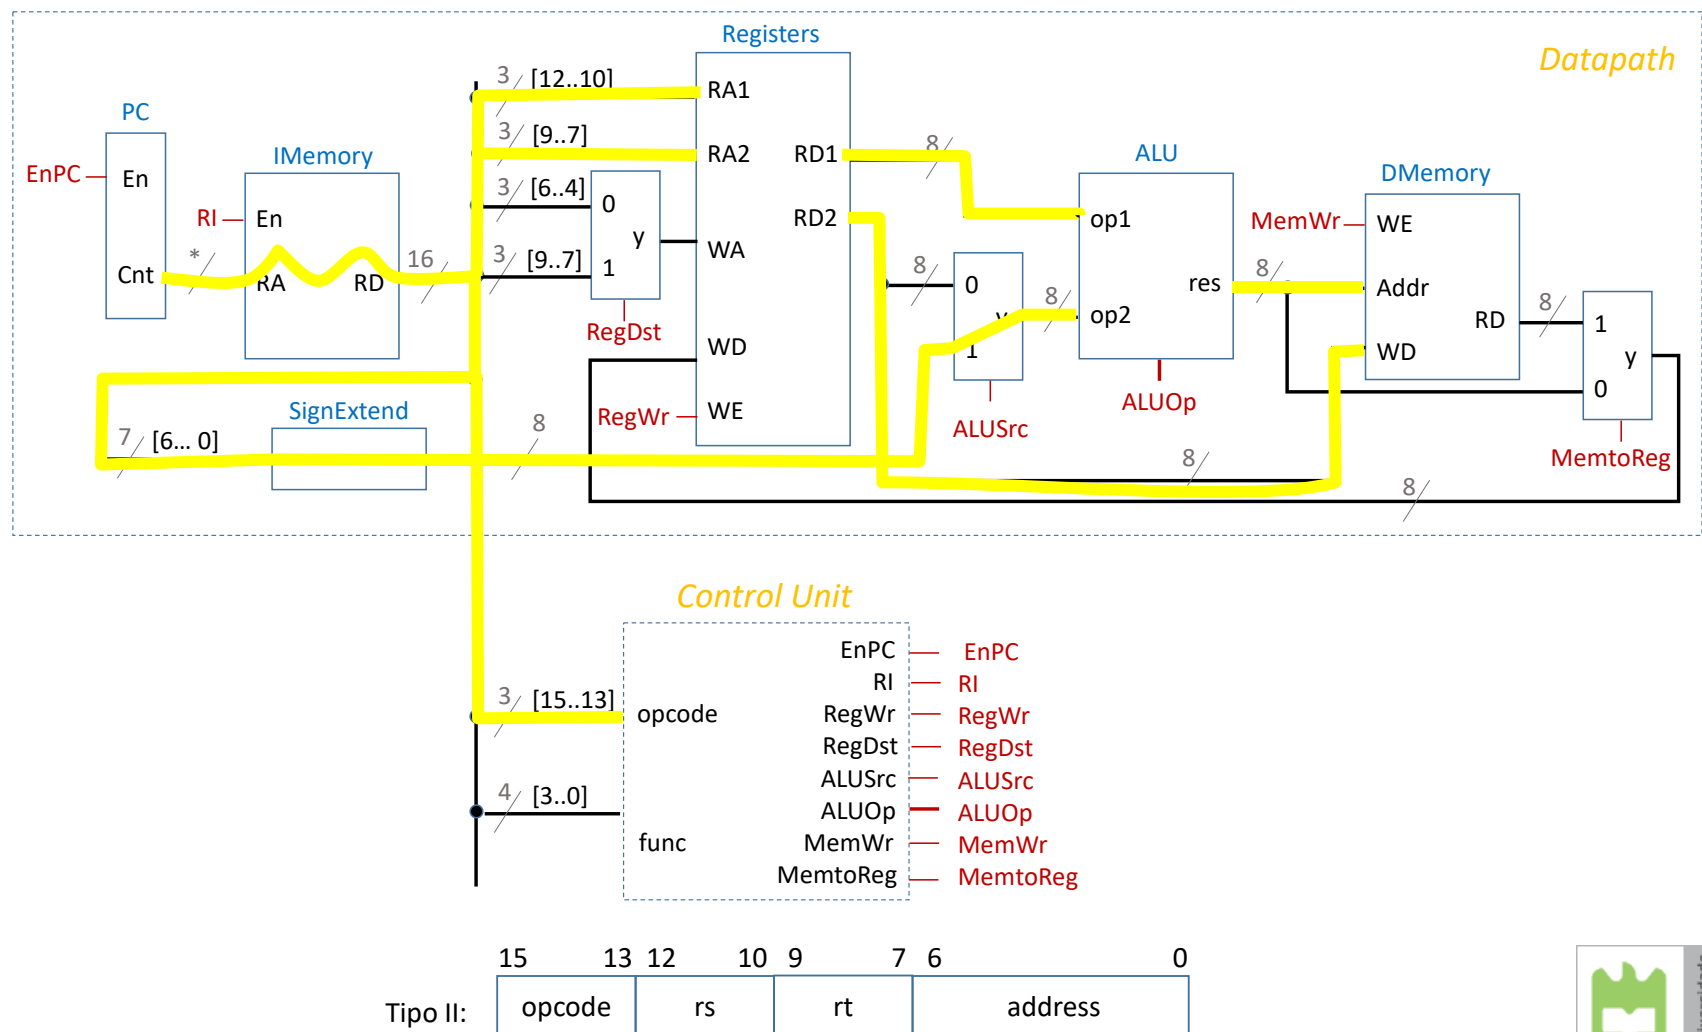 Registers
Datapath
3 [12..10] RA1
PC
3 [9..7] RA2 RD1 8
IMemory ALU
DMemory
EnPC En
3 [6..4] 0
RI En RD2 op1 MemWr WE
y WA
* 16 3 [9..7] 1
Cnt RA RD 8 0 8 res 8 Addr
y op2 RD 8 1
RegDst WD 1 WD y
ALUSrc ALUOp 0
SignExtend RegWr WE
7 [6... 0] 8 8 MemtoReg
8
Control Unit
EnPC EnPC
RI RI
3 [15..13] opcode RegWr RegWr
RegDst RegDst
ALUSrc ALUSrc
4 [3..0] ALUOp ALUOp
func MemWr MemWr
MemtoReg MemtoReg
15 13 12 10 9 7 6 0
Tipo II: opcode rs rt address